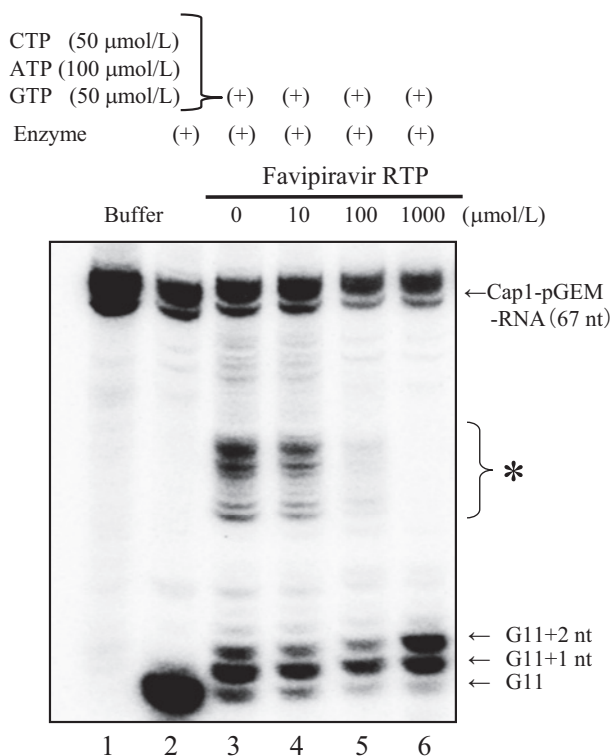 CTP (50 μmol/L)
ATP (100 μmol/L)
GTP (50 μmol/L) (+) (+) (+) (+)
Enzyme (+) (+) (+) (+) (+)
Favipiravir RTP
Buffer 0 10 100 1000 (μmol/L)
←Cap1-pGEM
-RNA(67 nt)
*
← G11+2 nt
← G11+1 nt
← G11
1 2 3 4 5 6